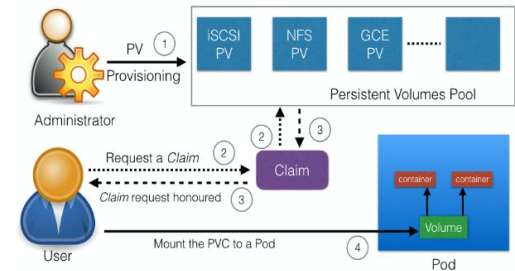 iSCSI
PV
NFS
PV
GCE
PV
PV
1
Provisioning
Persistent Volumes Pool
Administrator
2
3
Request a Claim
2
Claim
Claim request honoured
3
container
container
Volume
Mount the PVC to a Pod
4
User
Pod